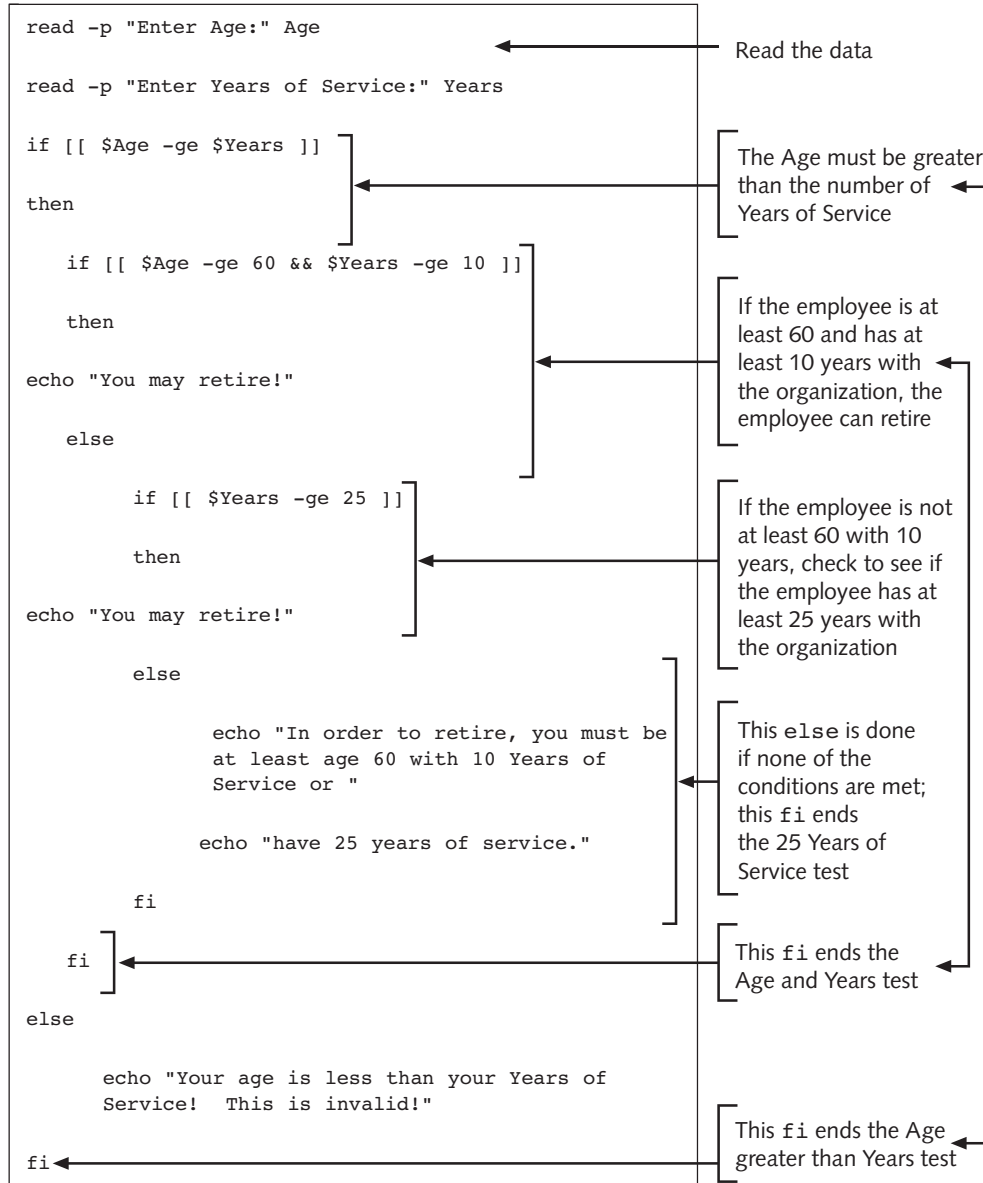 read -p "Enter Age:" Age
Read the data
read -p "Enter Years of Service:" Years
if [[ $Age -ge $Years ]]
then
The Age must be greater
than the number of
Years of Service
if [[ $Age -ge 60 && $Years -ge 10 ]]
then
echo "You may retire!"
else
If the employee is at
least 60 and has at
least 10 years with
the organization, the
employee can retire
if [[ $Years -ge 25 ]]
then
echo "You may retire!"
If the employee is not
at least 60 with 10
years, check to see if
the employee has at
least 25 years with
the organization
else
echo "In order to retire, you must be
at least age 60 with 10 Years of
Service or "
echo "have 25 years of service."
fi
This else is done
if none of the
conditions are met;
this fi ends
the 25 Years of
Service test
fi
This fi ends the
Age and Years test
else
echo "Your age is less than your Years of
Service!  This is invalid!"
fi
This fi ends the Age
greater than Years test